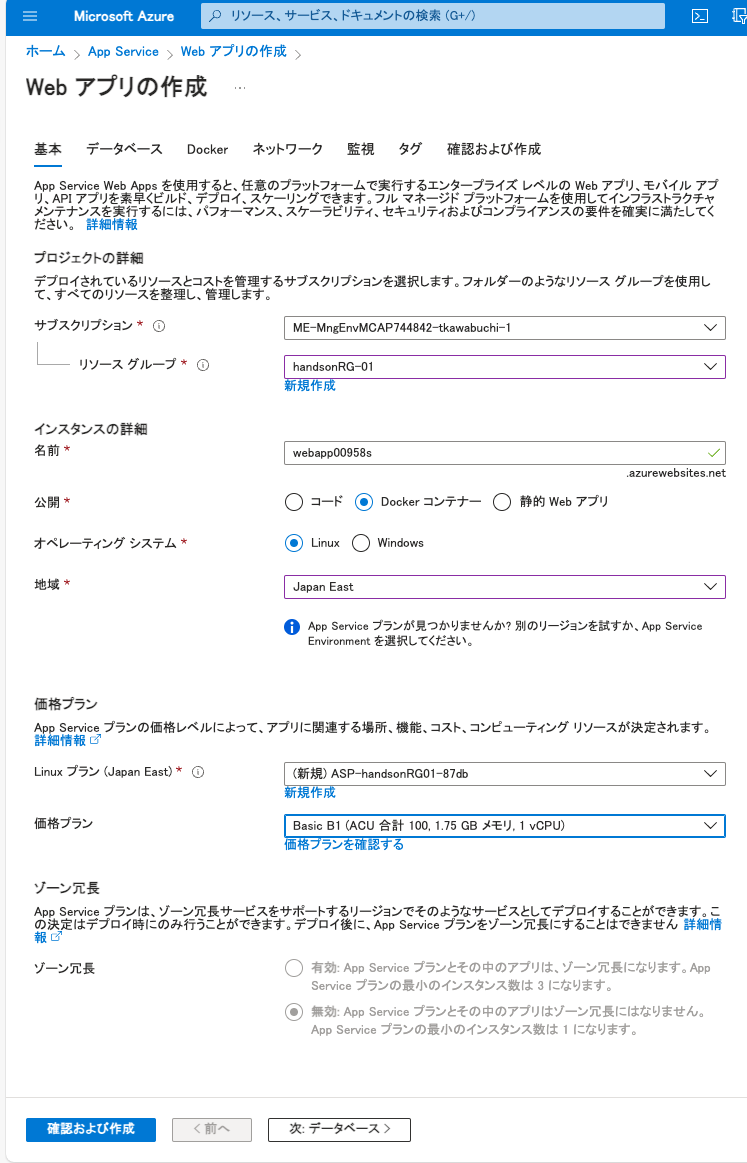 Microsoft Azure
リソース、サービス、ドキュメントの検索 (G+/)
ホーム > App Service > Web アプリの作成 >
Web アプリの作成 ...
基本 データベース Docker ネットワーク 監視 タグ 確認および作成
App Service Web Apps を使用すると、任意のプラットフォームで実行するエンタープライズ レベルの Web アプリ、モバイル アプ
リ、API アプリを素早くビルド、デプロイ、スケーリングできます。フル マネージド プラットフォームを使用してインフラストラクチャ
メンテナンスを実行するには、パフォーマンス、スケーラビリティ、セキュリティおよびコンプライアンスの要件を確実に満たしてく
ださい。 詳細情報
プロジェクトの詳細
デプロイされているリソースとコストを管理するサブスクリプションを選択します。フォルダーのようなリソース グループを使用し
て、すべてのリソースを整理し、管理します。
サブスクリプション *
ME-MngEnvMCAP744842-tkawabuchi-1
リソース グループ *
handsonRG-01
新規作成
インスタンスの詳細
名前 *
webapp00958s
.azurewebsites.net
公開 *
コード Docker コンテナー 静的 Web アプリ
オペレーティング システム *
Linux Windows
地域 *
Japan East
App Service プランが見つかりませんか? 別のリージョンを試すか、App Service
Environment を選択してください。
価格プラン
App Service プランの価格レベルによって、アプリに関連する場所、機能、コスト、コンピューティング リソースが決定されます。
詳細情報
Linux プラン (Japan East) *
(新規) ASP-handsonRG01-87db
新規作成
価格プラン
Basic B1 (ACU 合計 100, 1.75 GB メモリ, 1 vCPU)
価格プランを確認する
ゾーン冗長
App Service プランは、ゾーン冗長サービスをサポートするリージョンでそのようなサービスとしてデプロイすることができます。こ
の決定はデプロイ時にのみ行うことができます。デプロイ後に、App Service プランをゾーン冗長にすることはできません 詳細情
報
ゾーン冗長
有効: App Service プランとその中のアプリは、ゾーン冗長になります。App
Service プランの最小のインスタンス数は 3 になります。
無効: App Service プランとその中のアプリはゾーン冗長にはなりません。
App Service プランの最小のインスタンス数は 1 になります。
確認および作成 < 前へ 次: データベース >